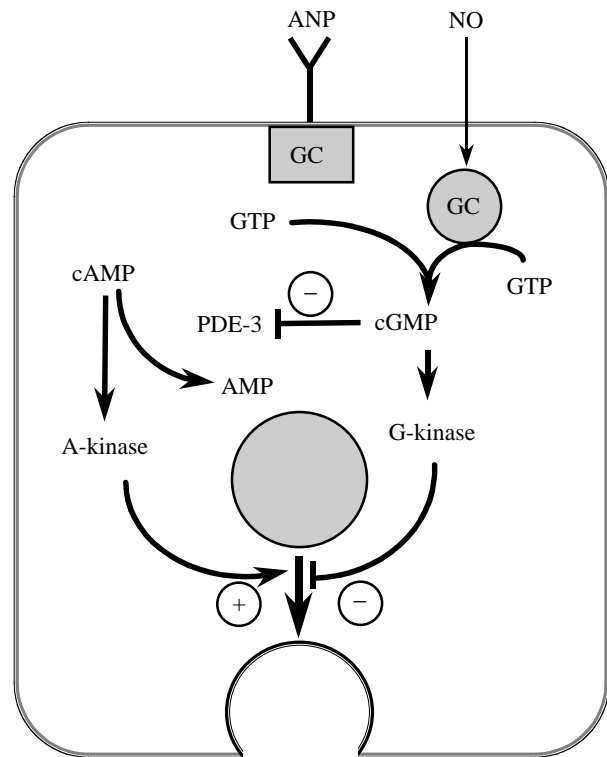 ANP
NO
GC
GC
GTP
GTP
cAMP
−
PDE-3
cGMP
AMP
G-kinase
A-kinase
+
−